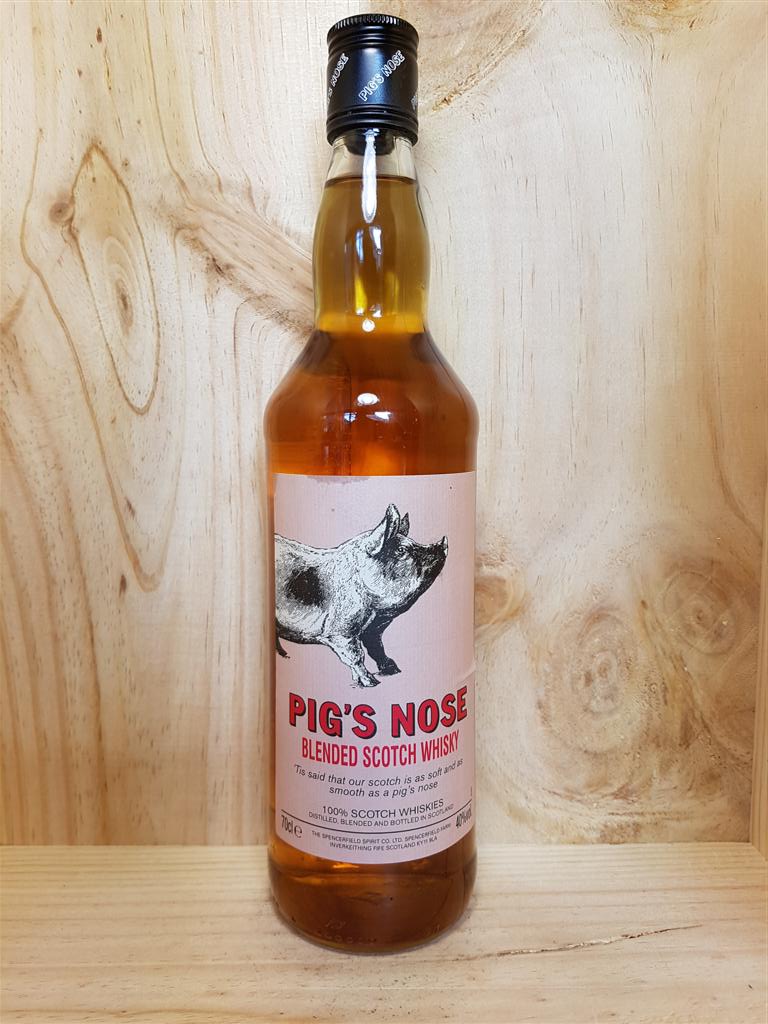 PIG'S NOSE
PIG'S NOSE
BLENDED SCOTCH WHISKY
'Tis said that our scotch is as soft and as
smooth as a pig's nose
100% SCOTCH WHISKIES
DISTILLED, BLENDED AND BOTTLED IN SCOTLAND
70cl e 40%vol
THE SPENCERFIELD SPIRIT CO. LTD. SPENCERFIELD FARM
INVERKEITHING FIFE SCOTLAND KY11 9LA